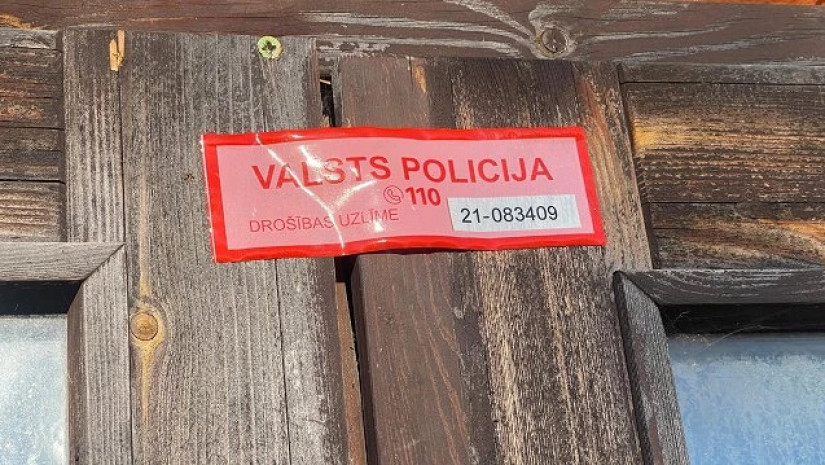 VALSTS POLICIJA
110
DROŠĪBAS UZLĪME
21-083409